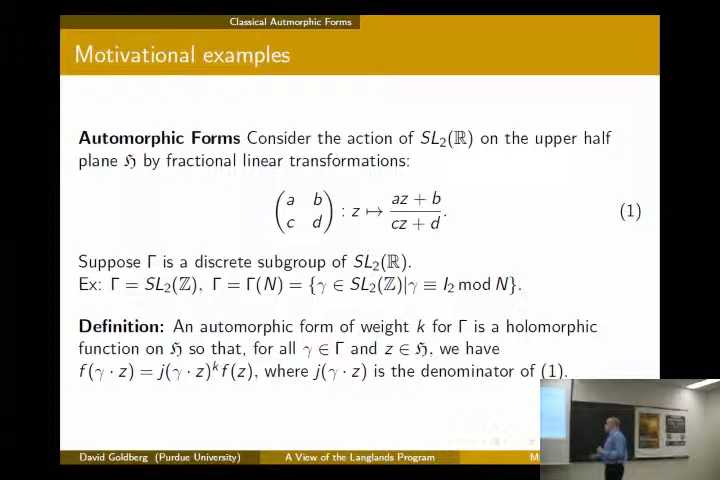 Classical Autmorphic Forms
Motivational examples
Automorphic Forms Consider the action of SL₂(ℝ) on the upper half
plane ℌ by fractional linear transformations:
(a b
c d) : z ↦ (az + b)/(cz + d). (1)
Suppose Γ is a discrete subgroup of SL₂(ℝ).
Ex: Γ = SL₂(ℤ), Γ = Γ(N) = {γ ∈ SL₂(ℤ)|γ ≡ I₂ mod N}.
Definition: An automorphic form of weight k for Γ is a holomorphic
function on ℌ so that, for all γ ∈ Γ and z ∈ ℌ, we have
f(γ · z) = j(γ · z)ᵏf(z), where j(γ · z) is the denominator of (1).
David Goldberg (Purdue University) A View of the Langlands Program